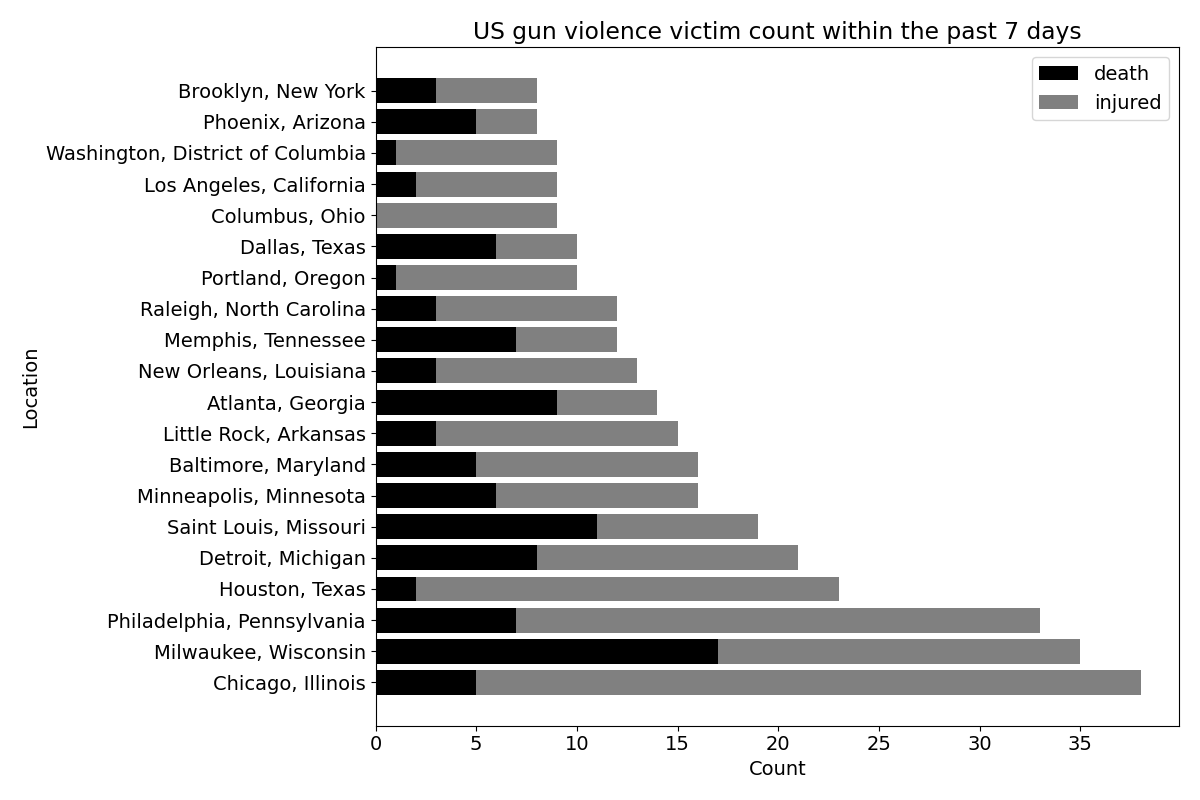 US gun violence victim count within the past 7 days
death
injured
Brooklyn, New York
Phoenix, Arizona
Washington, District of Columbia
Los Angeles, California
Columbus, Ohio
Dallas, Texas
Portland, Oregon
Raleigh, North Carolina
Memphis, Tennessee
New Orleans, Louisiana
Atlanta, Georgia
Little Rock, Arkansas
Baltimore, Maryland
Minneapolis, Minnesota
Saint Louis, Missouri
Detroit, Michigan
Houston, Texas
Philadelphia, Pennsylvania
Milwaukee, Wisconsin
Chicago, Illinois
Location
0 5 10 15 20 25 30 35
Count